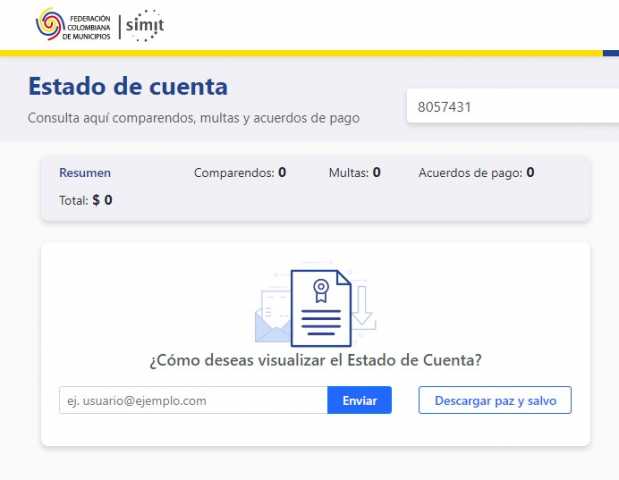 FEDERACIÓN
COLOMBIANA
DE MUNICIPIOS
simit
Estado de cuenta
Consulta aquí comparendos, multas y acuerdos de pago
8057431
Resumen Comparendos: 0 Multas: 0 Acuerdos de pago: 0
Total: $ 0
¿Cómo deseas visualizar el Estado de Cuenta?
ej. usuario@ejemplo.com Enviar Descargar paz y salvo